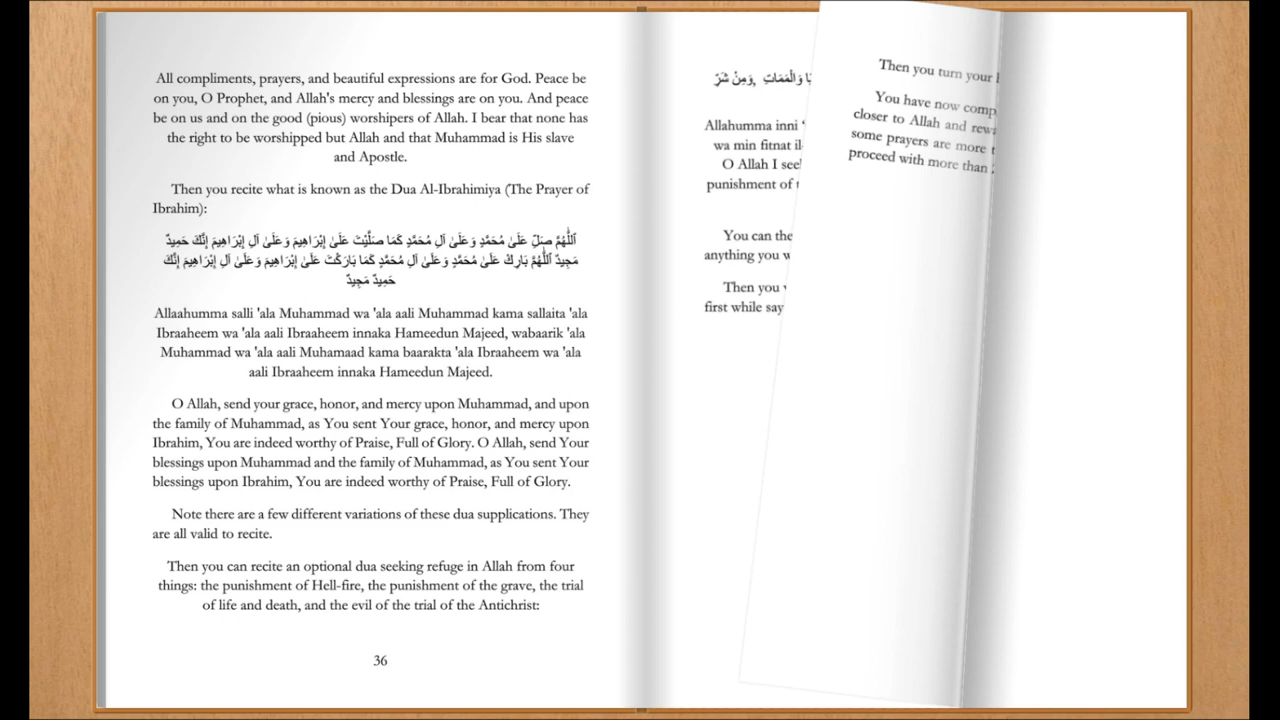 All compliments, prayers, and beautiful expressions are for God. Peace be
on you, O Prophet, and Allah's mercy and blessings are on you. And peace
be on us and on the good (pious) worshipers of Allah. I bear that none has
the right to be worshipped but Allah and that Muhammad is His slave
and Apostle.
Then you recite what is known as the Dua Al-Ibrahimiya (The Prayer of
Ibrahim):
اَللّٰهُمَّ صَلِّ عَلَىٰ مُحَمَّدٍ وَعَلَىٰ آلِ مُحَمَّدٍ كَمَا صَلَّيْتَ عَلَىٰ إِبْرَاهِيمَ وَعَلَىٰ آلِ إِبْرَاهِيمَ إِنَّكَ حَمِيدٌ
مَجِيدٌ اَللّٰهُمَّ بَارِكْ عَلَىٰ مُحَمَّدٍ وَعَلَىٰ آلِ مُحَمَّدٍ كَمَا بَارَكْتَ عَلَىٰ إِبْرَاهِيمَ وَعَلَىٰ آلِ إِبْرَاهِيمَ إِنَّكَ
حَمِيدٌ مَجِيدٌ
Allaahumma salli 'ala Muhammad wa 'ala aali Muhammad kama sallaita 'ala
Ibraaheem wa 'ala aali Ibraaheem innaka Hameedun Majeed, wabaarik 'ala
Muhammad wa 'ala aali Muhamaad kama baarakta 'ala Ibraaheem wa 'ala
aali Ibraaheem innaka Hameedun Majeed.
O Allah, send your grace, honor, and mercy upon Muhammad, and upon
the family of Muhammad, as You sent Your grace, honor, and mercy upon
Ibrahim, You are indeed worthy of Praise, Full of Glory. O Allah, send Your
blessings upon Muhammad and the family of Muhammad, as You sent Your
blessings upon Ibrahim, You are indeed worthy of Praise, Full of Glory.
Note there are a few different variations of these dua supplications. They
are all valid to recite.
Then you can recite an optional dua seeking refuge in Allah from four
things: the punishment of Hell-fire, the punishment of the grave, the trial
of life and death, and the evil of the trial of the Antichrist:
36
وَالْمَمَاتِ ,وَمِنْ شَرِّ
Allahumma inni
wa min fitnat
O Allah I
punishment of
You can
anything you
Then you
first while say
Then you turn your
You have now
closer to Allah and
some prayers are more
proceed with more than